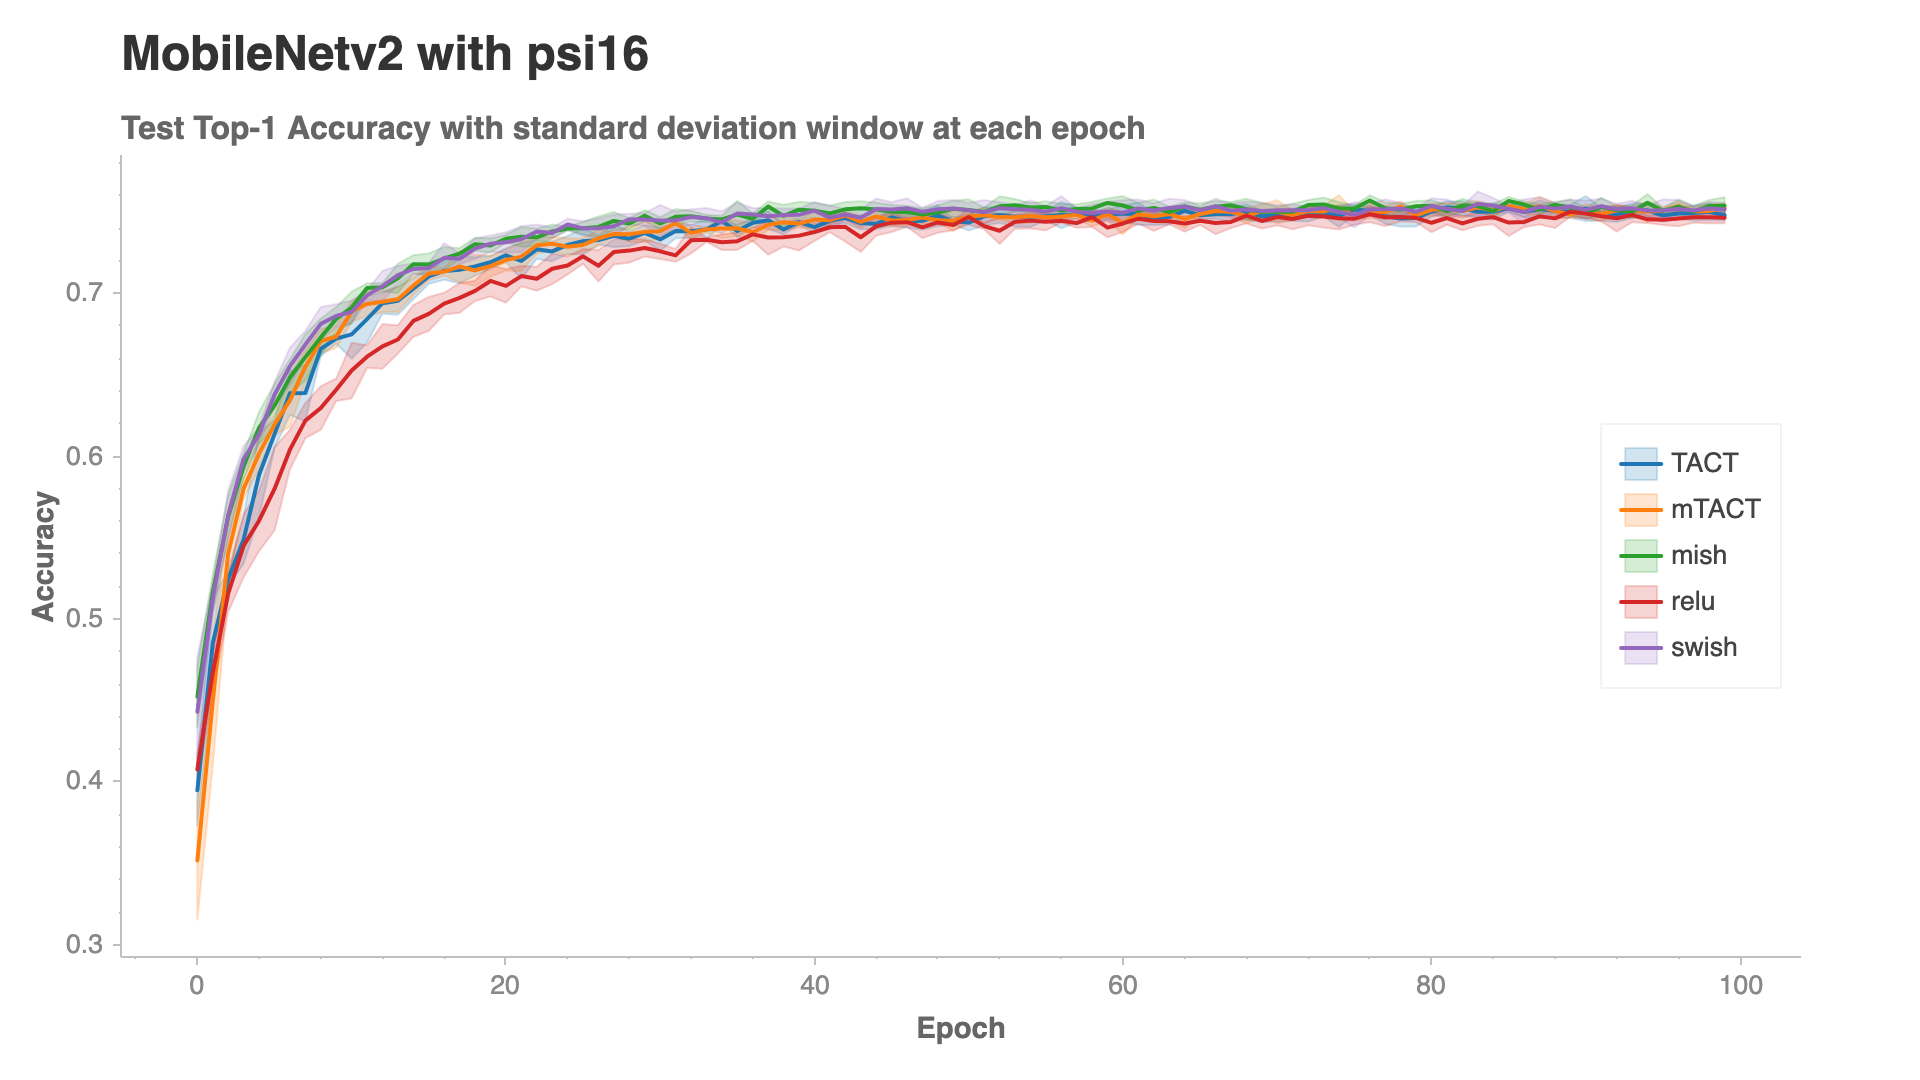 MobileNetv2 with psi16
Test Top-1 Accuracy with standard deviation window at each epoch
Accuracy
0.7
0.6
0.5
0.4
0.3
TACT
mTACT
mish
relu
swish
0 20 40 60 80 100
Epoch